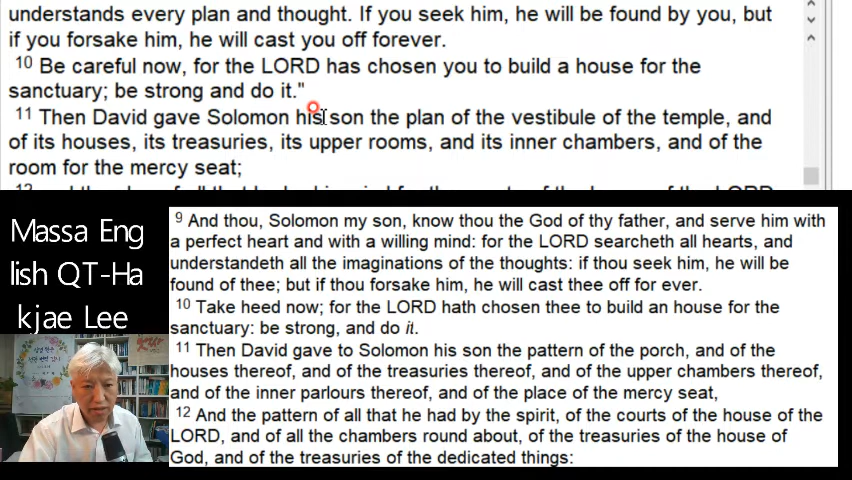 understands every plan and thought. If you seek him, he will be found by you, but
if you forsake him, he will cast you off forever.
10 Be careful now, for the LORD has chosen you to build a house for the
sanctuary; be strong and do it."
11 Then David gave Solomon his son the plan of the vestibule of the temple, and
of its houses, its treasuries, its upper rooms, and its inner chambers, and of the
room for the mercy seat;
Massa Eng
lish QT-Ha
kjae Lee
9 And thou, Solomon my son, know thou the God of thy father, and serve him with
a perfect heart and with a willing mind: for the LORD searcheth all hearts, and
understandeth all the imaginations of the thoughts: if thou seek him, he will be
found of thee; but if thou forsake him, he will cast thee off for ever.
10 Take heed now; for the LORD hath chosen thee to build an house for the
sanctuary: be strong, and do it.
11 Then David gave to Solomon his son the pattern of the porch, and of the
houses thereof, and of the treasuries thereof, and of the upper chambers thereof,
and of the inner parlours thereof, and of the place of the mercy seat,
12 And the pattern of all that he had by the spirit, of the courts of the house of the
LORD, and of all the chambers round about, of the treasuries of the house of
God, and of the treasuries of the dedicated things: